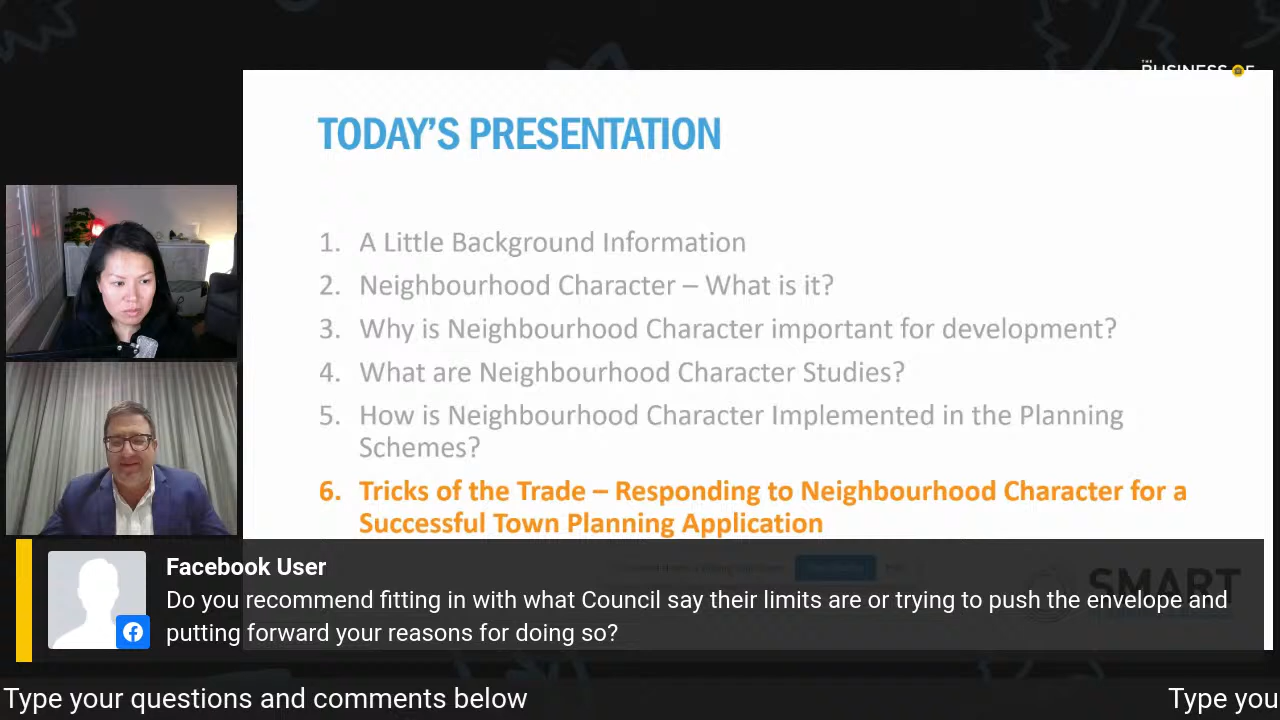 THE
BUSINESS OF
TODAY'S PRESENTATION
1. A Little Background Information
2. Neighbourhood Character – What is it?
3. Why is Neighbourhood Character important for development?
4. What are Neighbourhood Character Studies?
5. How is Neighbourhood Character Implemented in the Planning
Schemes?
6. Tricks of the Trade – Responding to Neighbourhood Character for a
Successful Town Planning Application
SMART
Facebook User
Do you recommend fitting in with what Council say their limits are or trying to push the envelope and
putting forward your reasons for doing so?
Type your questions and comments below
Type you